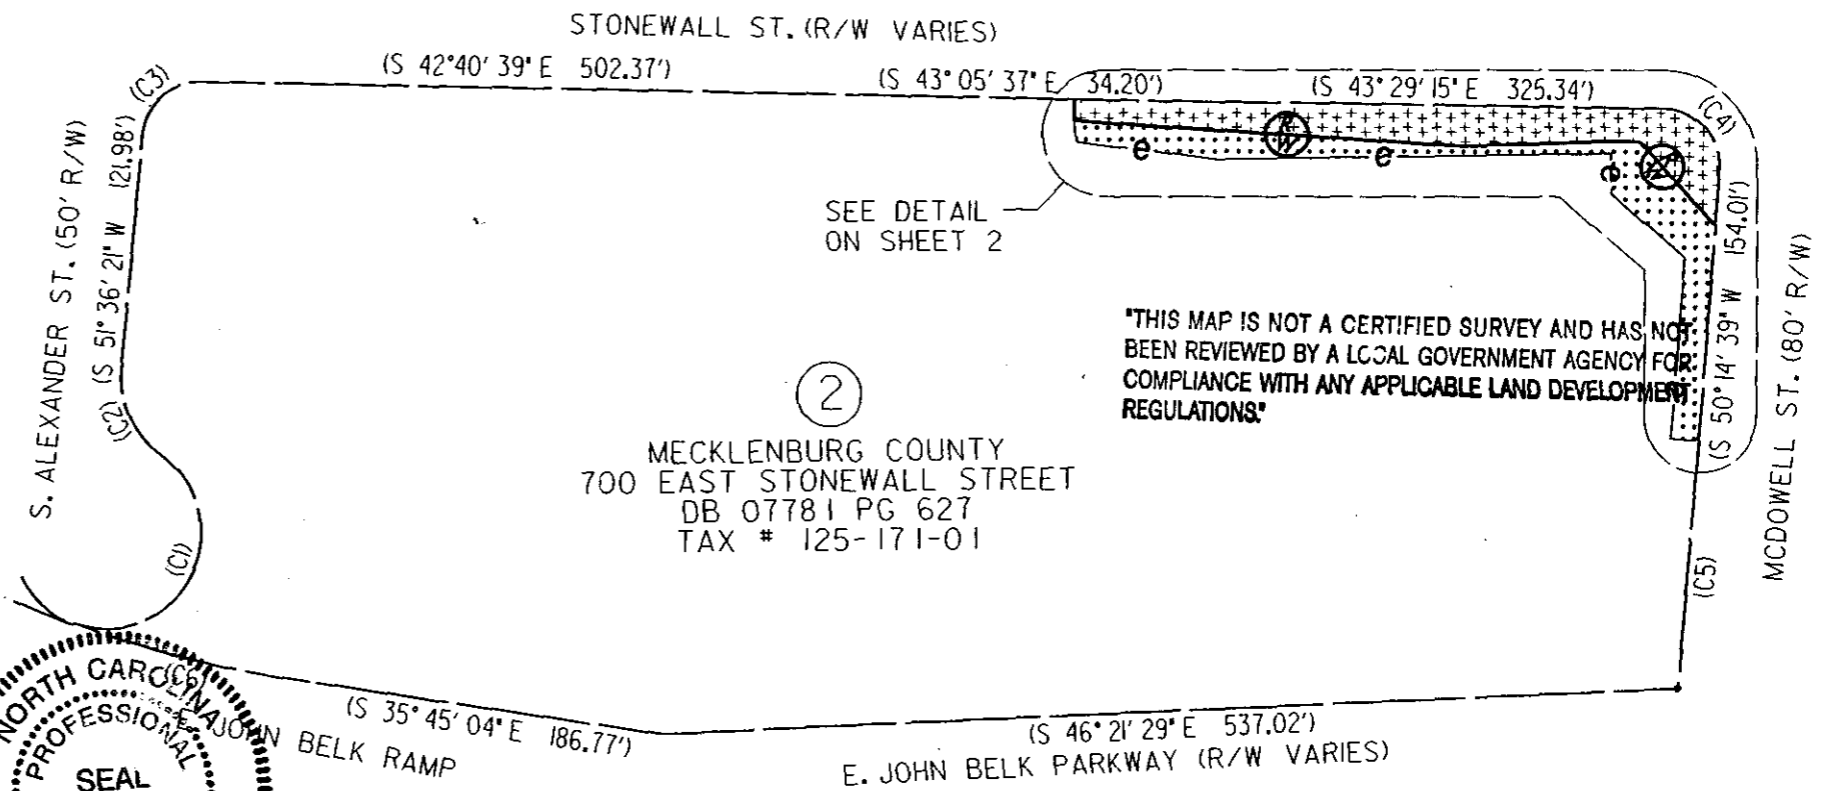 STONEWALL ST. (R/W VARIES)
(S 42°40' 39" E 502.37')
(S 43° 05' 37" E 34.20')
(S 43° 29' 15" E 325.34')
(C3)
(C4)
S. ALEXANDER ST. (50' R/W)
(S 51° 36' 21" W 121.98')
(C2)
(C1)
e
e
e
R/W
SEE DETAIL
ON SHEET 2
(S 50° 14' 39" W 154.01')
MCDOWELL ST. (80' R/W)
"THIS MAP IS NOT A CERTIFIED SURVEY AND HAS NOT
BEEN REVIEWED BY A LOCAL GOVERNMENT AGENCY FOR
COMPLIANCE WITH ANY APPLICABLE LAND DEVELOPMENT
REGULATIONS."
2
MECKLENBURG COUNTY
700 EAST STONEWALL STREET
DB 07781 PG 627
TAX # 125-171-01
(C5)
(C6)
(S 35° 45' 04" E 186.77')
E. JOHN BELK RAMP
(S 46° 21' 29" E 537.02')
E. JOHN BELK PARKWAY (R/W VARIES)
NORTH CAROLINA
PROFESSIONAL
SEAL